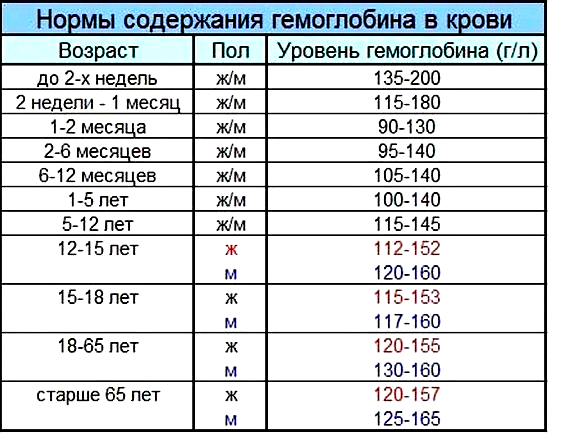 Нормы содержания гемоглобина в крови
Возраст Пол Уровень гемоглобина (г/л)
до 2-х недель ж/м 135-200
2 недели - 1 месяц ж/м 115-180
1-2 месяца ж/м 90-130
2-6 месяцев ж/м 95-140
6-12 месяцев ж/м 105-140
1-5 лет ж/м 100-140
5-12 лет ж/м 115-145
12-15 лет ж 112-152
м 120-160
15-18 лет ж 115-153
м 117-160
18-65 лет ж 120-155
м 130-160
старше 65 лет ж 120-157
м 125-165